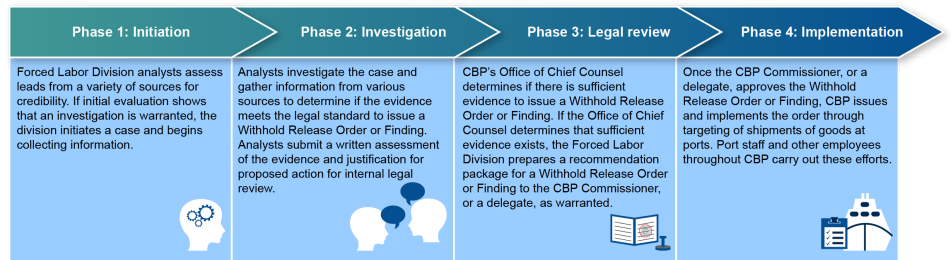 Phase 1: Initiation
Forced Labor Division analysts assess
leads from a variety of sources for
credibility. If initial evaluation shows
that an investigation is warranted, the
division initiates a case and begins
collecting information.
Phase 2: Investigation
Analysts investigate the case and
gather information from various
sources to determine if the evidence
meets the legal standard to issue a
Withhold Release Order or Finding.
Analysts submit a written assessment
of the evidence and justification for
proposed action for internal legal
review.
Phase 3: Legal review
CBP's Office of Chief Counsel
determines if there is sufficient
evidence to issue a Withhold Release
Order or Finding. If the Office of Chief
Counsel determines that sufficient
evidence exists, the Forced Labor
Division prepares a recommendation
package for a Withhold Release Order
or Finding to the CBP Commissioner,
or a delegate, as warranted.
Phase 4: Implementation
Once the CBP Commissioner, or a
delegate, approves the Withhold
Release Order or Finding, CBP issues
and implements the order through
targeting of shipments of goods at
ports. Port staff and other employees
throughout CBP carry out these efforts.